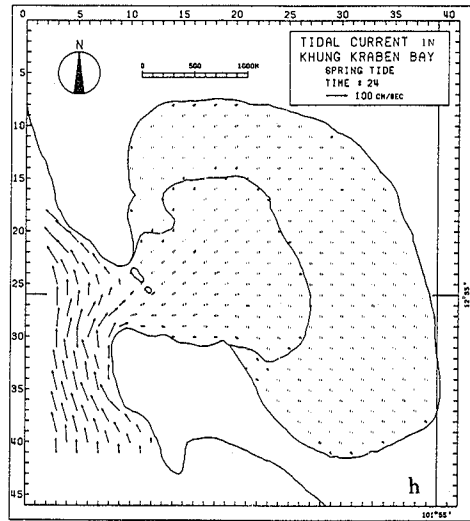 0 5 10 15 20 25 30 35 40
5
10
15
20
25
30
35
40
45
N
0 500 1000M
TIDAL CURRENT IN
KHUNG KRABEN BAY
SPRING TIDE
TIME : 24
100 CM/SEC
12°35'
h
101°55'